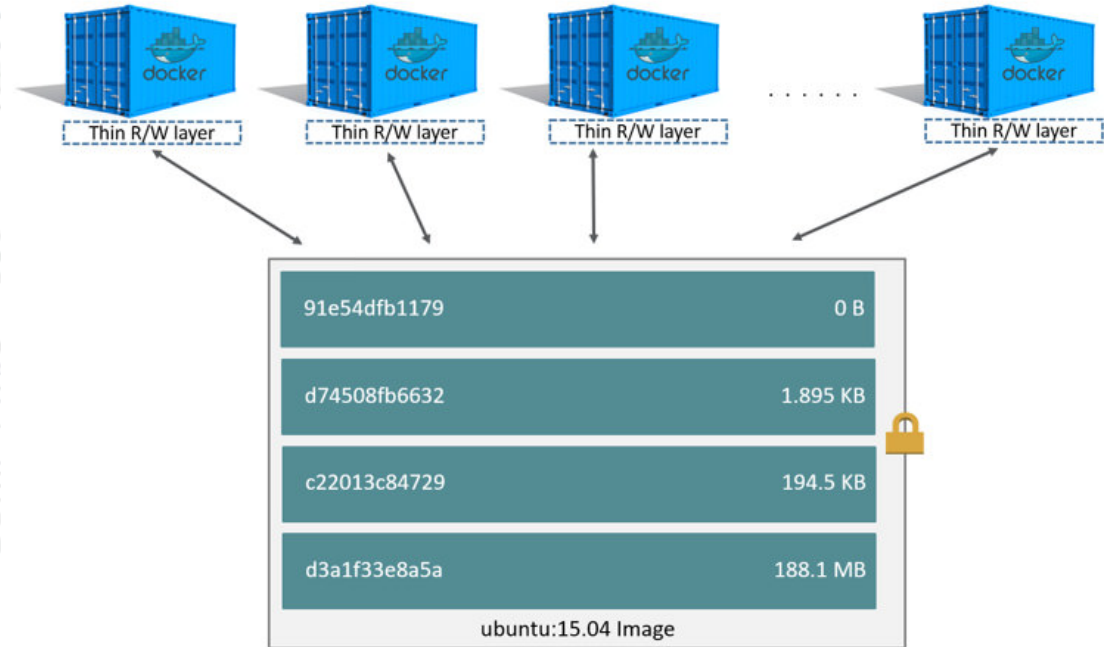 docker
docker
docker
docker
. . . . . .
Thin R/W layer
Thin R/W layer
Thin R/W layer
Thin R/W layer
91e54dfb1179 0 B
d74508fb6632 1.895 KB
c22013c84729 194.5 KB
d3a1f33e8a5a 188.1 MB
ubuntu:15.04 Image